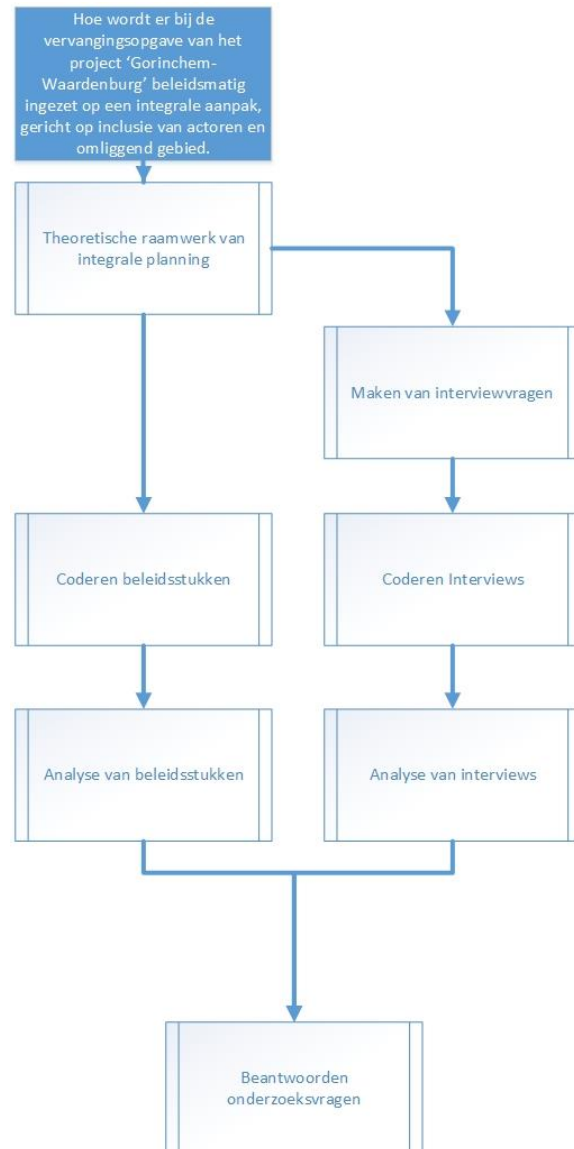 Hoe wordt er bij de
vervangingsopgave van het
project ‘Gorinchem-
Waardenburg’ beleidsmatig
ingezet op een integrale aanpak,
gericht op inclusie van actoren en
omliggend gebied.
Theoretische raamwerk van
integrale planning
Maken van interviewvragen
Coderen beleidsstukken
Coderen Interviews
Analyse van beleidsstukken
Analyse van interviews
Beantwoorden
onderzoeksvragen